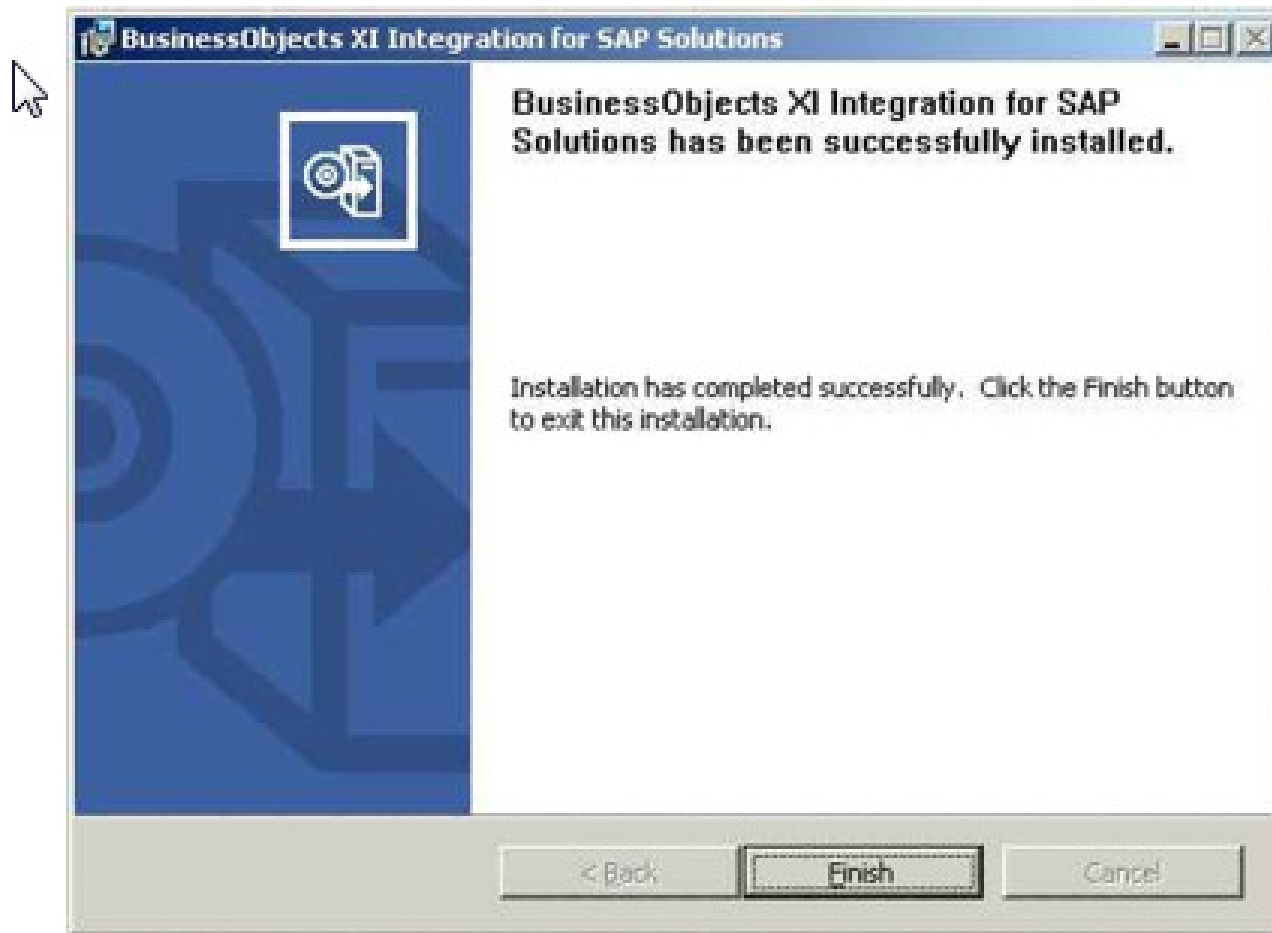 BusinessObjects XI Integration for SAP Solutions
BusinessObjects XI Integration for SAP
Solutions has been successfully installed.
Installation has completed successfully. Click the Finish button
to exit this installation.
< Back Finish Cancel